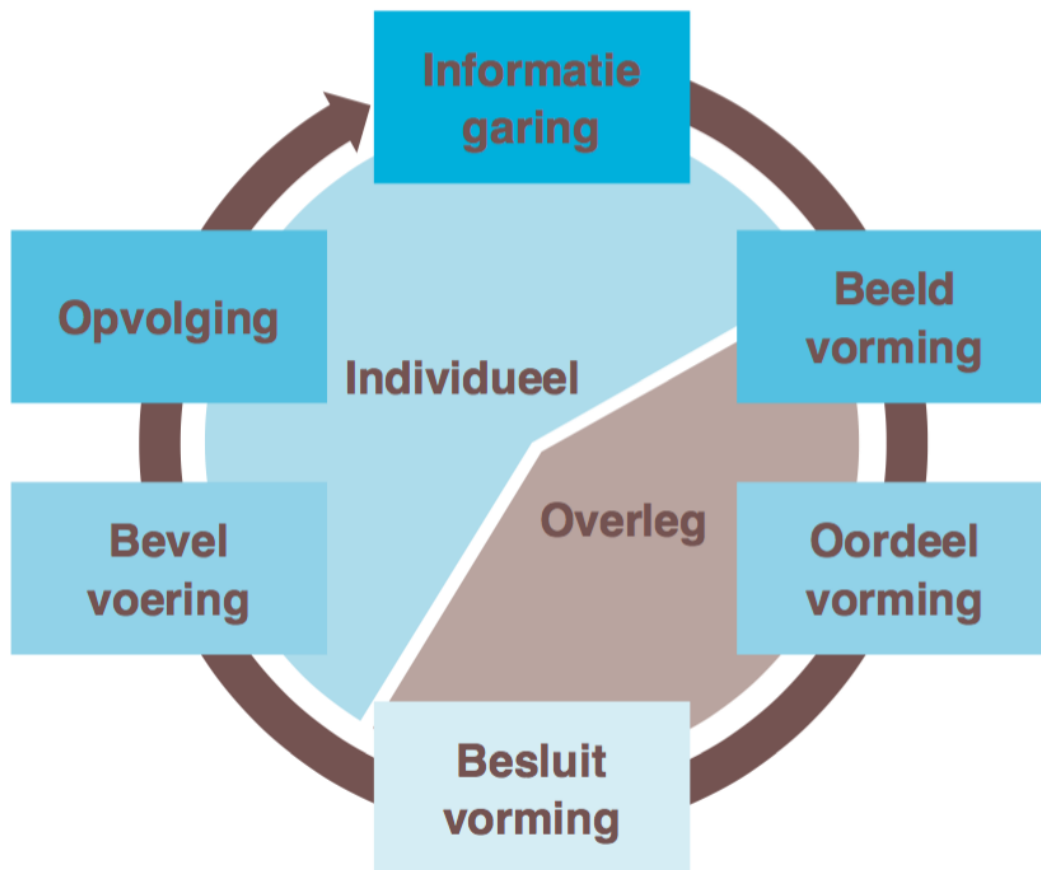 Informatie
garing
Opvolging
Beeld
vorming
Individueel
Overleg
Bevel
voering
Oordeel
vorming
Besluit
vorming